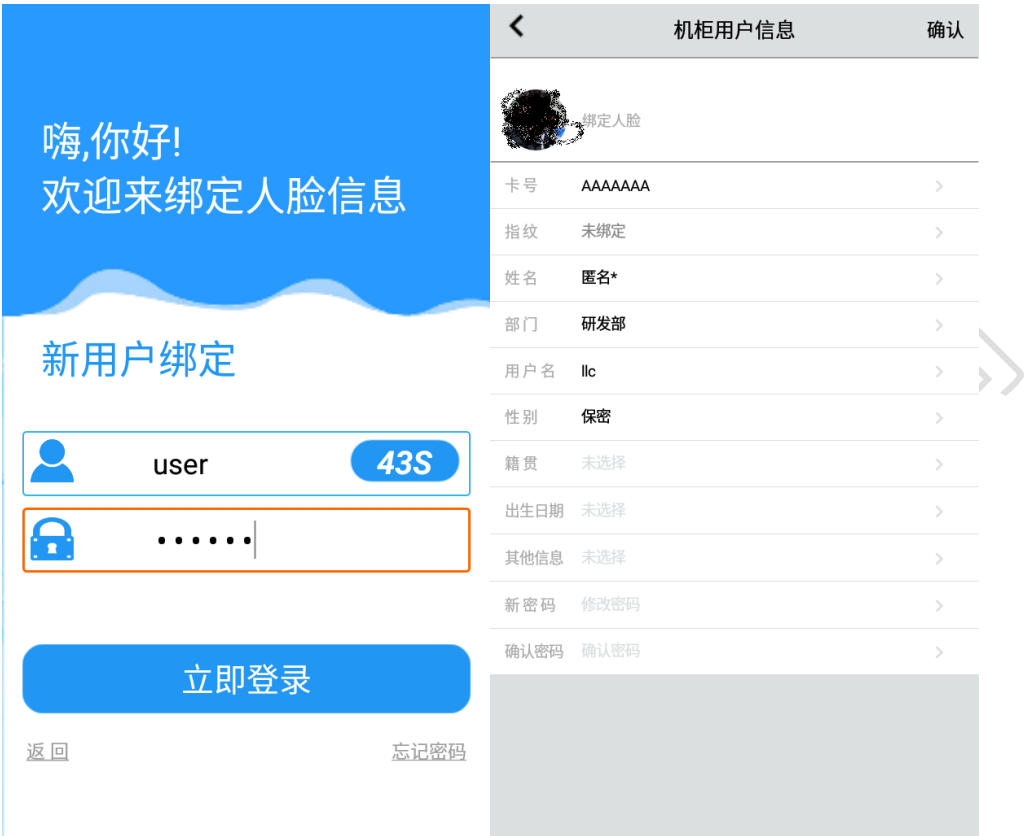 嗨,你好!
欢迎来绑定人脸信息
新用户绑定
user 43S
••••••
立即登录
返 回 忘记密码
机柜用户信息 确认
绑定人脸
卡 号 AAAAAAA
指 纹 未绑定
姓 名 匿名*
部 门 研发部
用 户 名 llc
性 别 保密
籍 贯 未选择
出生日期 未选择
其他信息 未选择
新 密 码 修改密码
确认密码 确认密码